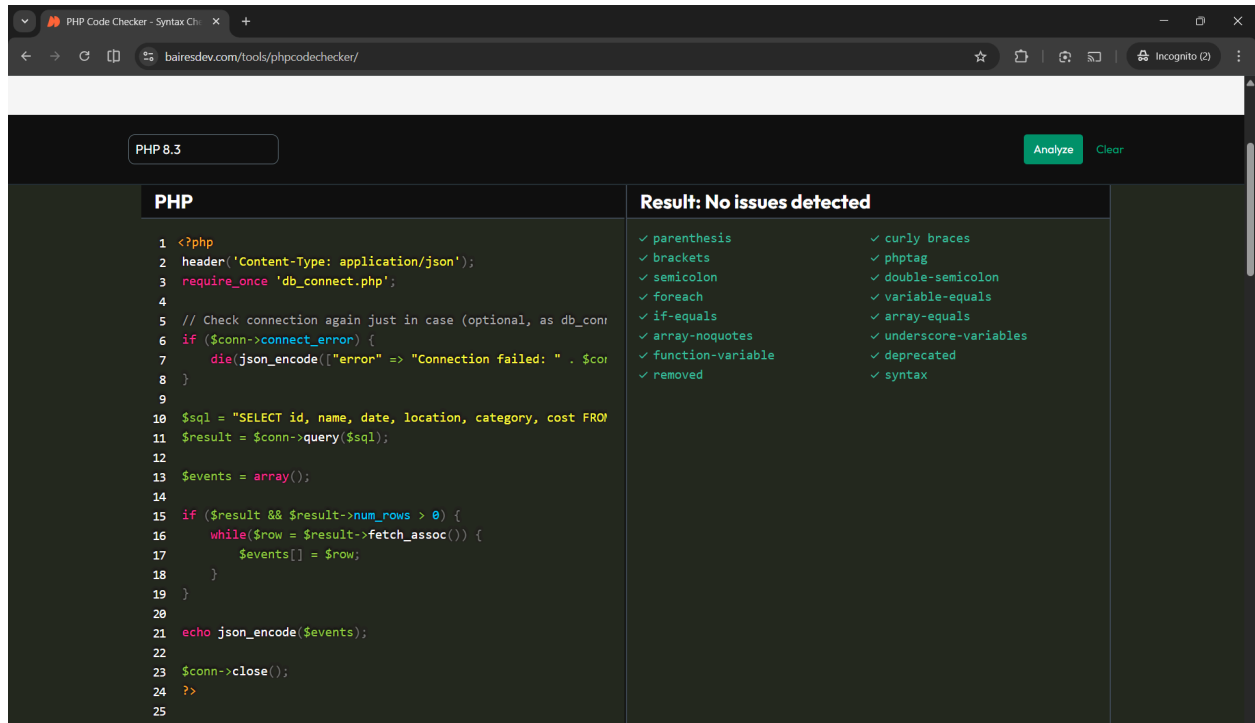 PHP Code Checker - Syntax Che
bairesdev.com/tools/phpcodechecker/
Incognito (2)
PHP 8.3
Analyze
Clear
PHP
Result: No issues detected
1 <?php
2 header('Content-Type: application/json');
3 require_once 'db_connect.php';
4
5 // Check connection again just in case (optional, as db_conn
6 if ($conn->connect_error) {
7     die(json_encode(["error" => "Connection failed: " . $con
8 }
9
10 $sql = "SELECT id, name, date, location, category, cost FROM
11 $result = $conn->query($sql);
12
13 $events = array();
14
15 if ($result && $result->num_rows > 0) {
16     while($row = $result->fetch_assoc()) {
17         $events[] = $row;
18     }
19 }
20
21 echo json_encode($events);
22
23 $conn->close();
24 ?>
25
✓ parenthesis ✓ curly braces
✓ brackets ✓ phptag
✓ semicolon ✓ double-semicolon
✓ foreach ✓ variable-equals
✓ if-equals ✓ array-equals
✓ array-noquotes ✓ underscore-variables
✓ function-variable ✓ deprecated
✓ removed ✓ syntax